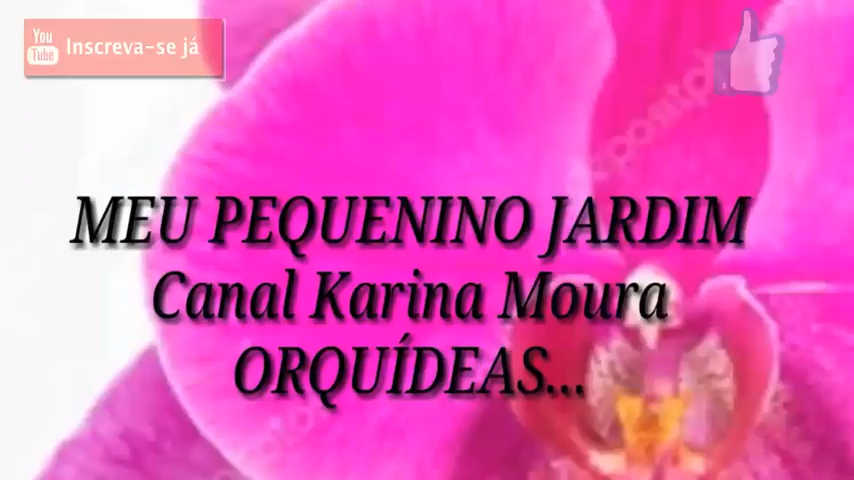 You
Tube
Inscreva-se já
MEU PEQUENINO JARDIM
Canal Karina Moura
ORQUÍDEAS...